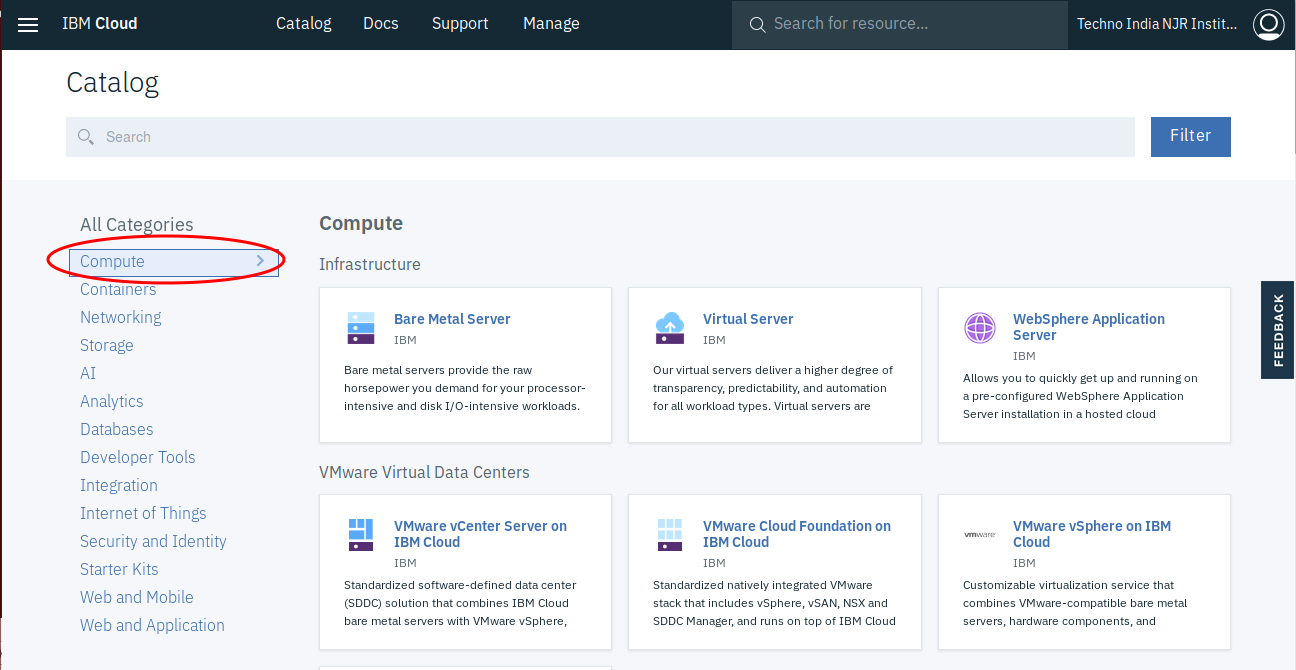 IBM Cloud Catalog Docs Support Manage Search for resource... Techno India NJR Instit...
Catalog
Search
Filter
All Categories
Compute
Containers
Networking
Storage
AI
Analytics
Databases
Developer Tools
Integration
Internet of Things
Security and Identity
Starter Kits
Web and Mobile
Web and Application
Compute
Infrastructure
Bare Metal Server
IBM
Bare metal servers provide the raw
horsepower you demand for your processor-
intensive and disk I/O-intensive workloads.
Virtual Server
IBM
Our virtual servers deliver a higher degree of
transparency, predictability, and automation
for all workload types. Virtual servers are
WebSphere Application
Server
IBM
Allows you to quickly get up and running on
a pre-configured WebSphere Application
Server installation in a hosted cloud
VMware Virtual Data Centers
VMware vCenter Server on
IBM Cloud
IBM
Standardized software-defined data center
(SDDC) solution that combines IBM Cloud
bare metal servers with VMware vSphere,
VMware Cloud Foundation on
IBM Cloud
IBM
Standardized natively integrated VMware
stack that includes vSphere, vSAN, NSX and
SDDC Manager, and runs on top of IBM Cloud
vmware
VMware vSphere on IBM
Cloud
IBM
Customizable virtualization service that
combines VMware-compatible bare metal
servers, hardware components, and
FEEDBACK